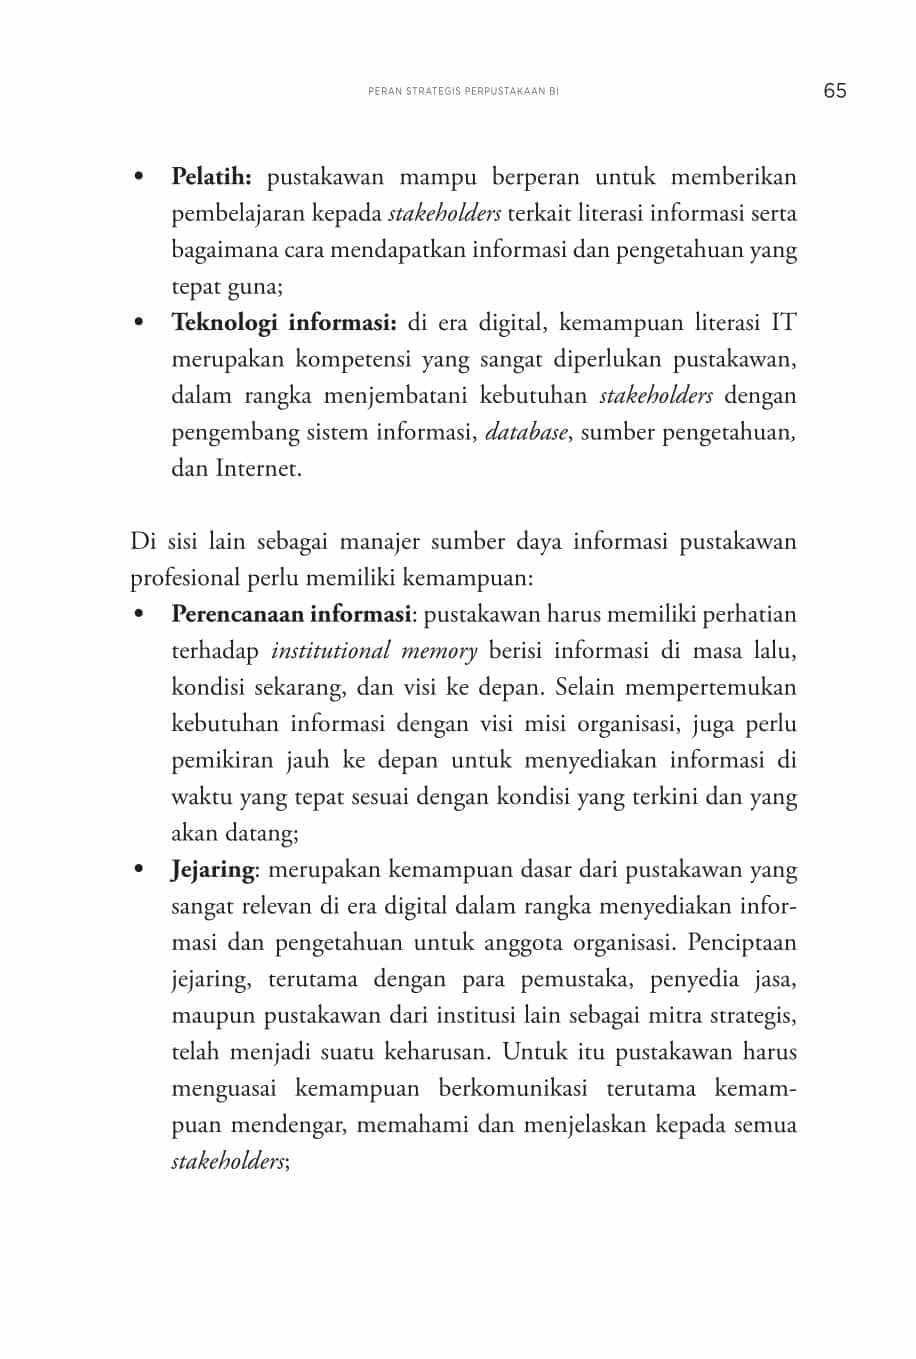 PERAN STRATEGIS PERPUSTAKAAN BI 65
• Pelatih: pustakawan mampu berperan untuk memberikan
pembelajaran kepada stakeholders terkait literasi informasi serta
bagaimana cara mendapatkan informasi dan pengetahuan yang
tepat guna;
• Teknologi informasi: di era digital, kemampuan literasi IT
merupakan kompetensi yang sangat diperlukan pustakawan,
dalam rangka menjembatani kebutuhan stakeholders dengan
pengembang sistem informasi, database, sumber pengetahuan,
dan Internet.
Di sisi lain sebagai manajer sumber daya informasi pustakawan
profesional perlu memiliki kemampuan:
• Perencanaan informasi: pustakawan harus memiliki perhatian
terhadap institutional memory berisi informasi di masa lalu,
kondisi sekarang, dan visi ke depan. Selain mempertemukan
kebutuhan informasi dengan visi misi organisasi, juga perlu
pemikiran jauh ke depan untuk menyediakan informasi di
waktu yang tepat sesuai dengan kondisi yang terkini dan yang
akan datang;
• Jejaring: merupakan kemampuan dasar dari pustakawan yang
sangat relevan di era digital dalam rangka menyediakan infor-
masi dan pengetahuan untuk anggota organisasi. Penciptaan
jejaring, terutama dengan para pemustaka, penyedia jasa,
maupun pustakawan dari institusi lain sebagai mitra strategis,
telah menjadi suatu keharusan. Untuk itu pustakawan harus
menguasai kemampuan berkomunikasi terutama kemam-
puan mendengar, memahami dan menjelaskan kepada semua
stakeholders;